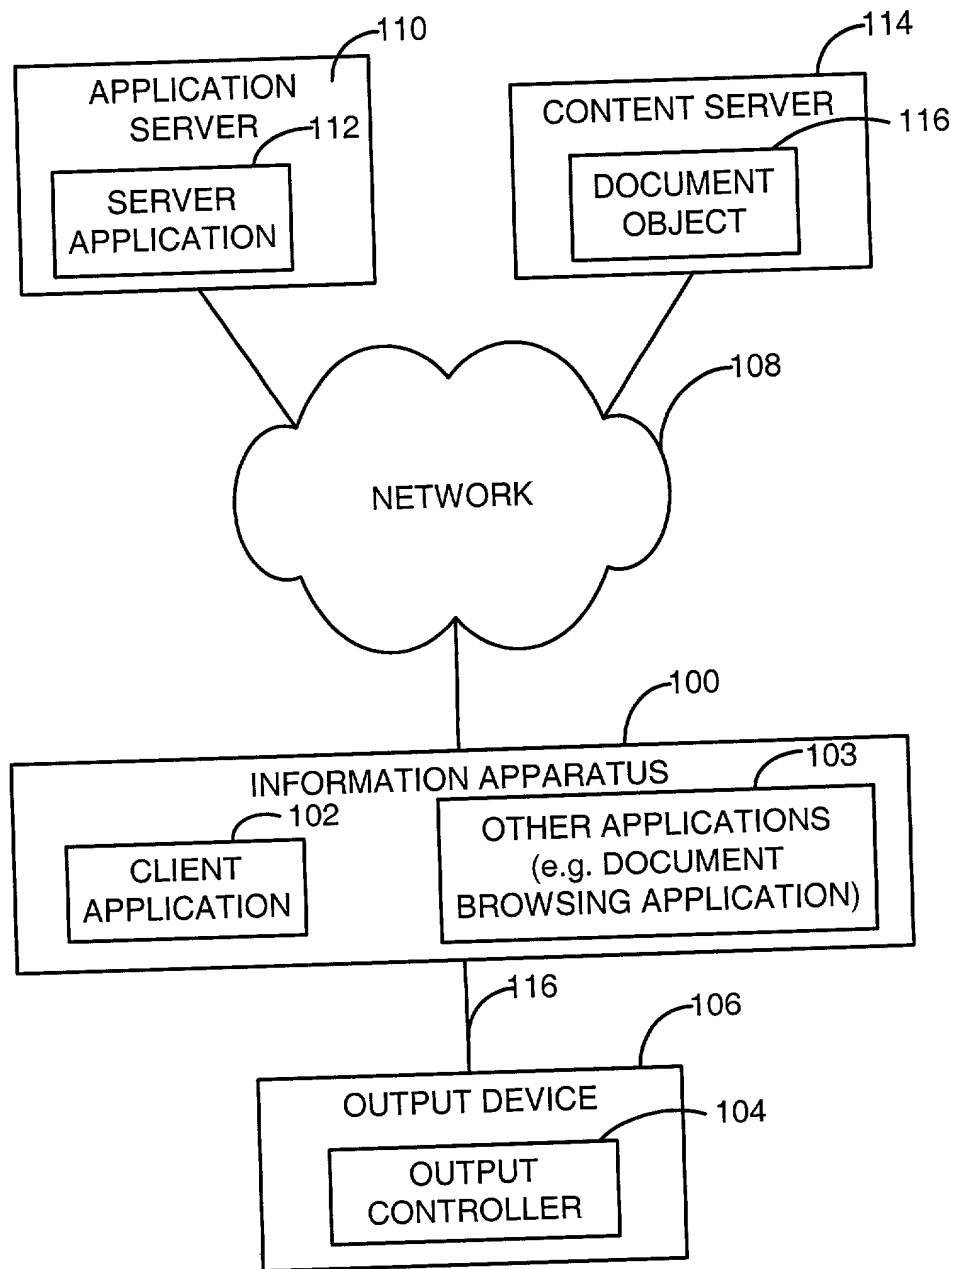 110
APPLICATION
SERVER
112
SERVER
APPLICATION
114
CONTENT SERVER
116
DOCUMENT
OBJECT
108
NETWORK
100
INFORMATION APPARATUS
103
102
CLIENT
APPLICATION
OTHER APPLICATIONS
(e.g. DOCUMENT
BROWSING APPLICATION)
116
106
OUTPUT DEVICE
104
OUTPUT
CONTROLLER